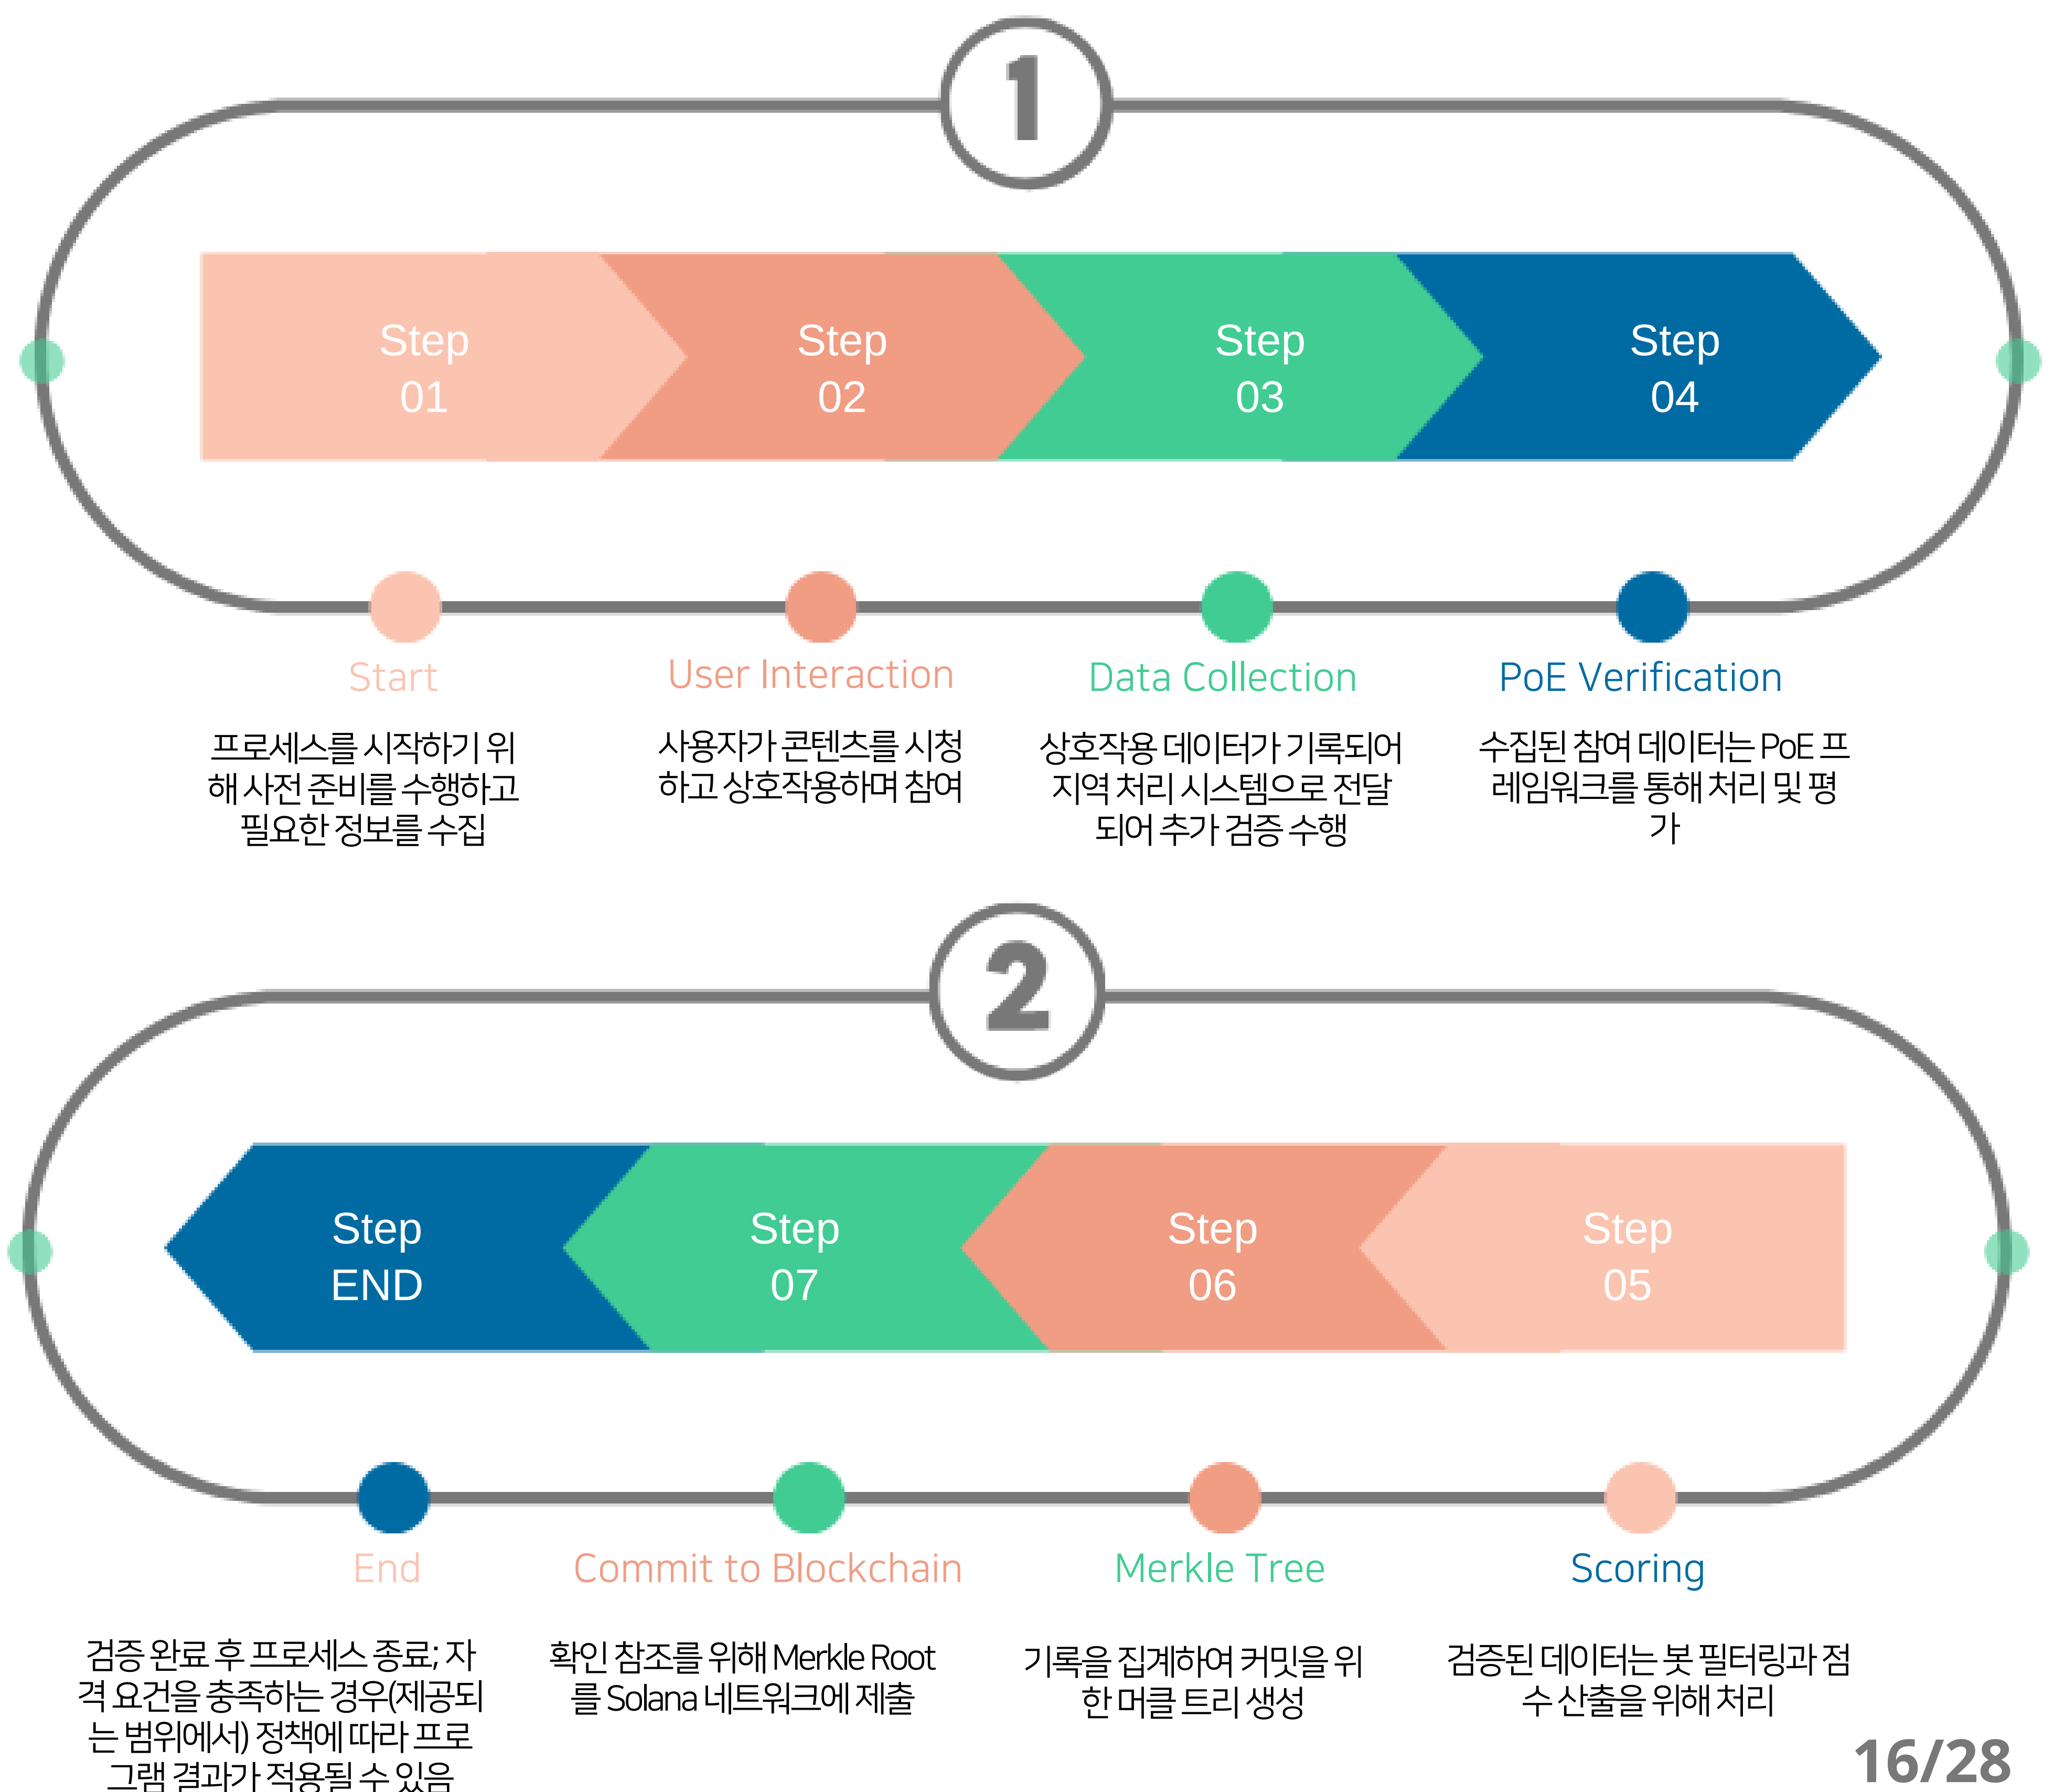 1
Step
01
Step
02
Step
03
Step
04
Start
프로세스를 시작하기 위
해 사전 준비를 수행하고
필요한 정보를 수집
User Interaction
사용자가 콘텐츠를 시청
하고 상호작용하며 참여
Data Collection
상호작용 데이터가 기록되어
지역 처리 시스템으로 전달
되어 추가 검증 수행
PoE Verification
수집된 참여 데이터는 PoE 프
레임워크를 통해 처리 및 평
가
2
Step
END
Step
07
Step
06
Step
05
End
검증 완료 후 프로세스 종료; 자
격 요건을 충족하는 경우(제공되
는 범위에서) 정책에 따라 프로
그램 결과가 적용될 수 있음
Commit to Blockchain
확인 참조를 위해 Merkle Root
를 Solana 네트워크에 제출
Merkle Tree
기록을 집계하여 커밋을 위
한 머클 트리 생성
Scoring
검증된 데이터는 봇 필터링과 점
수 산출을 위해 처리
16/28